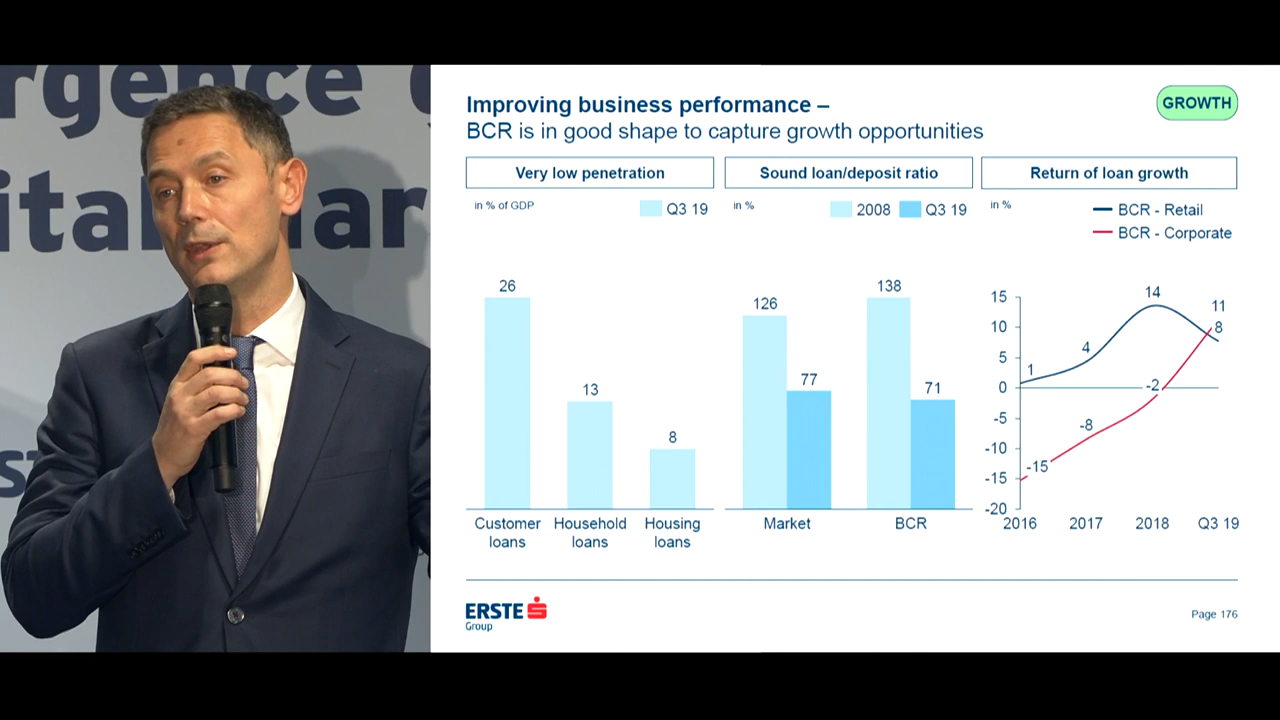 rgence
ital
ar
Improving business performance –
BCR is in good shape to capture growth opportunities
GROWTH
Very low penetration
in % of GDP
Q3 19
26
13
8
Customer loans
Household loans
Housing loans
Sound loan/deposit ratio
in %
2008
Q3 19
126
77
138
71
Market
BCR
Return of loan growth
in %
BCR - Retail
BCR - Corporate
15
10
5
0
-5
-10
-15
-20
1
4
14
8
-15
-8
-2
11
2016
2017
2018
Q3 19
ERSTE
Group
Page 176